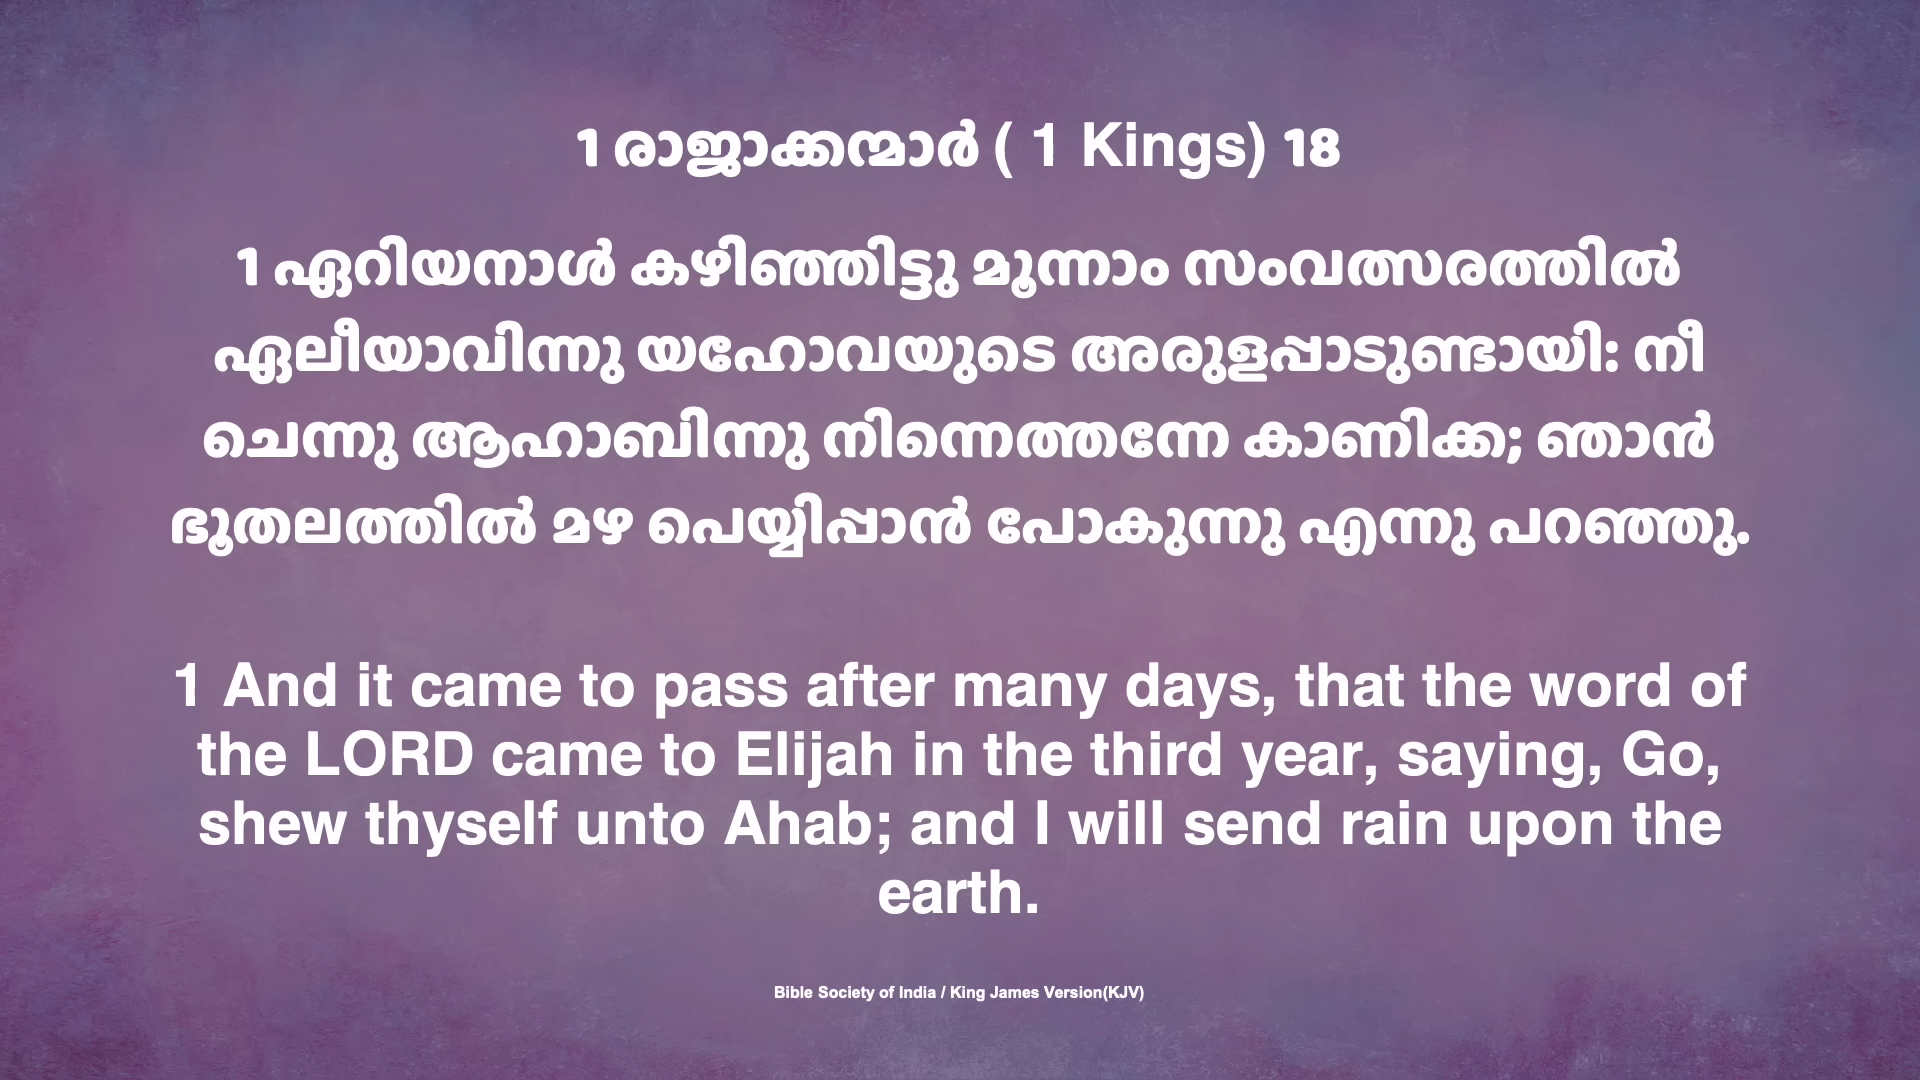 1 രാജാക്കന്മാർ ( 1 Kings) 18
1 ഏറിയനാൾ കഴിഞ്ഞിട്ടു മൂന്നാം സംവത്സരത്തിൽ
ഏലീയാവിന്നു യഹോവയുടെ അരുളപ്പാടുണ്ടായി: നീ
ചെന്നു ആഹാബിന്നു നിന്നെത്തന്നേ കാണിക്ക; ഞാൻ
ഭൂതലത്തിൽ മഴ പെയ്യിപ്പാൻ പോകുന്നു എന്നു പറഞ്ഞു.
1 And it came to pass after many days, that the word of
the LORD came to Elijah in the third year, saying, Go,
shew thyself unto Ahab; and I will send rain upon the
earth.
Bible Society of India / King James Version(KJV)